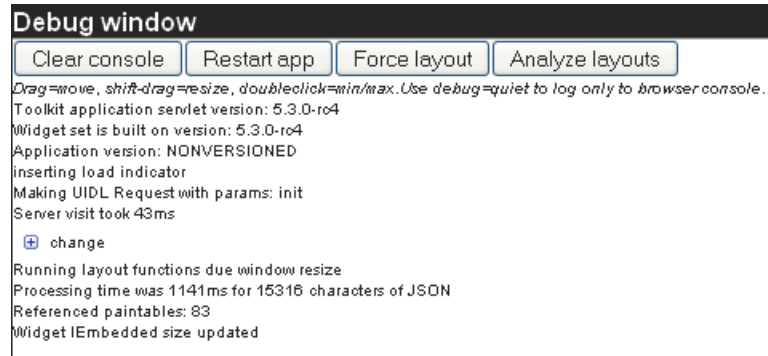 Debug window
Clear console Restart app Force layout Analyze layouts
Drag=move, shift-drag=resize, doubleclick=min/max.Use debug=quiet to log only to browser console.
Toolkit application servlet version: 5.3.0-rc4
Widget set is built on version: 5.3.0-rc4
Application version: NONVERSIONED
inserting load indicator
Making UIDL Request with params: init
Server visit took 43ms
change
Running layout functions due window resize
Processing time was 1141ms for 15316 characters of JSON
Referenced paintables: 83
Widget IEmbedded size updated